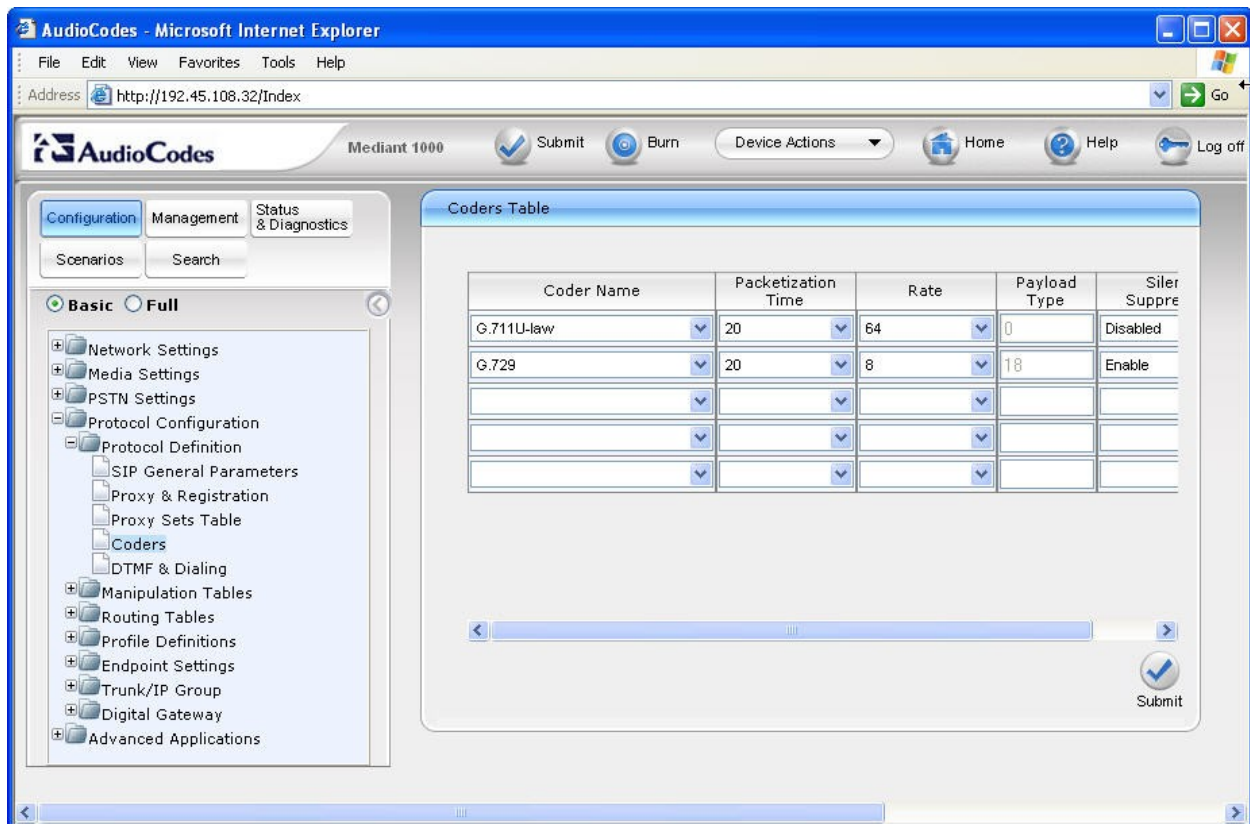 AudioCodes - Microsoft Internet Explorer
File Edit View Favorites Tools Help
Address http://192.45.108.32/Index Go
AudioCodes Mediant 1000 Submit Burn Device Actions Home Help Log off
Configuration Management Status & Diagnostics
Scenarios Search
Basic Full
Network Settings
Media Settings
PSTN Settings
Protocol Configuration
Protocol Definition
SIP General Parameters
Proxy & Registration
Proxy Sets Table
Coders
DTMF & Dialing
Manipulation Tables
Routing Tables
Profile Definitions
Endpoint Settings
Trunk/IP Group
Digital Gateway
Advanced Applications
Coders Table
Coder Name Packetization Time Rate Payload Type Silen Suppre
G.711U-law 20 64 0 Disabled
G.729 20 8 18 Enable
Submit